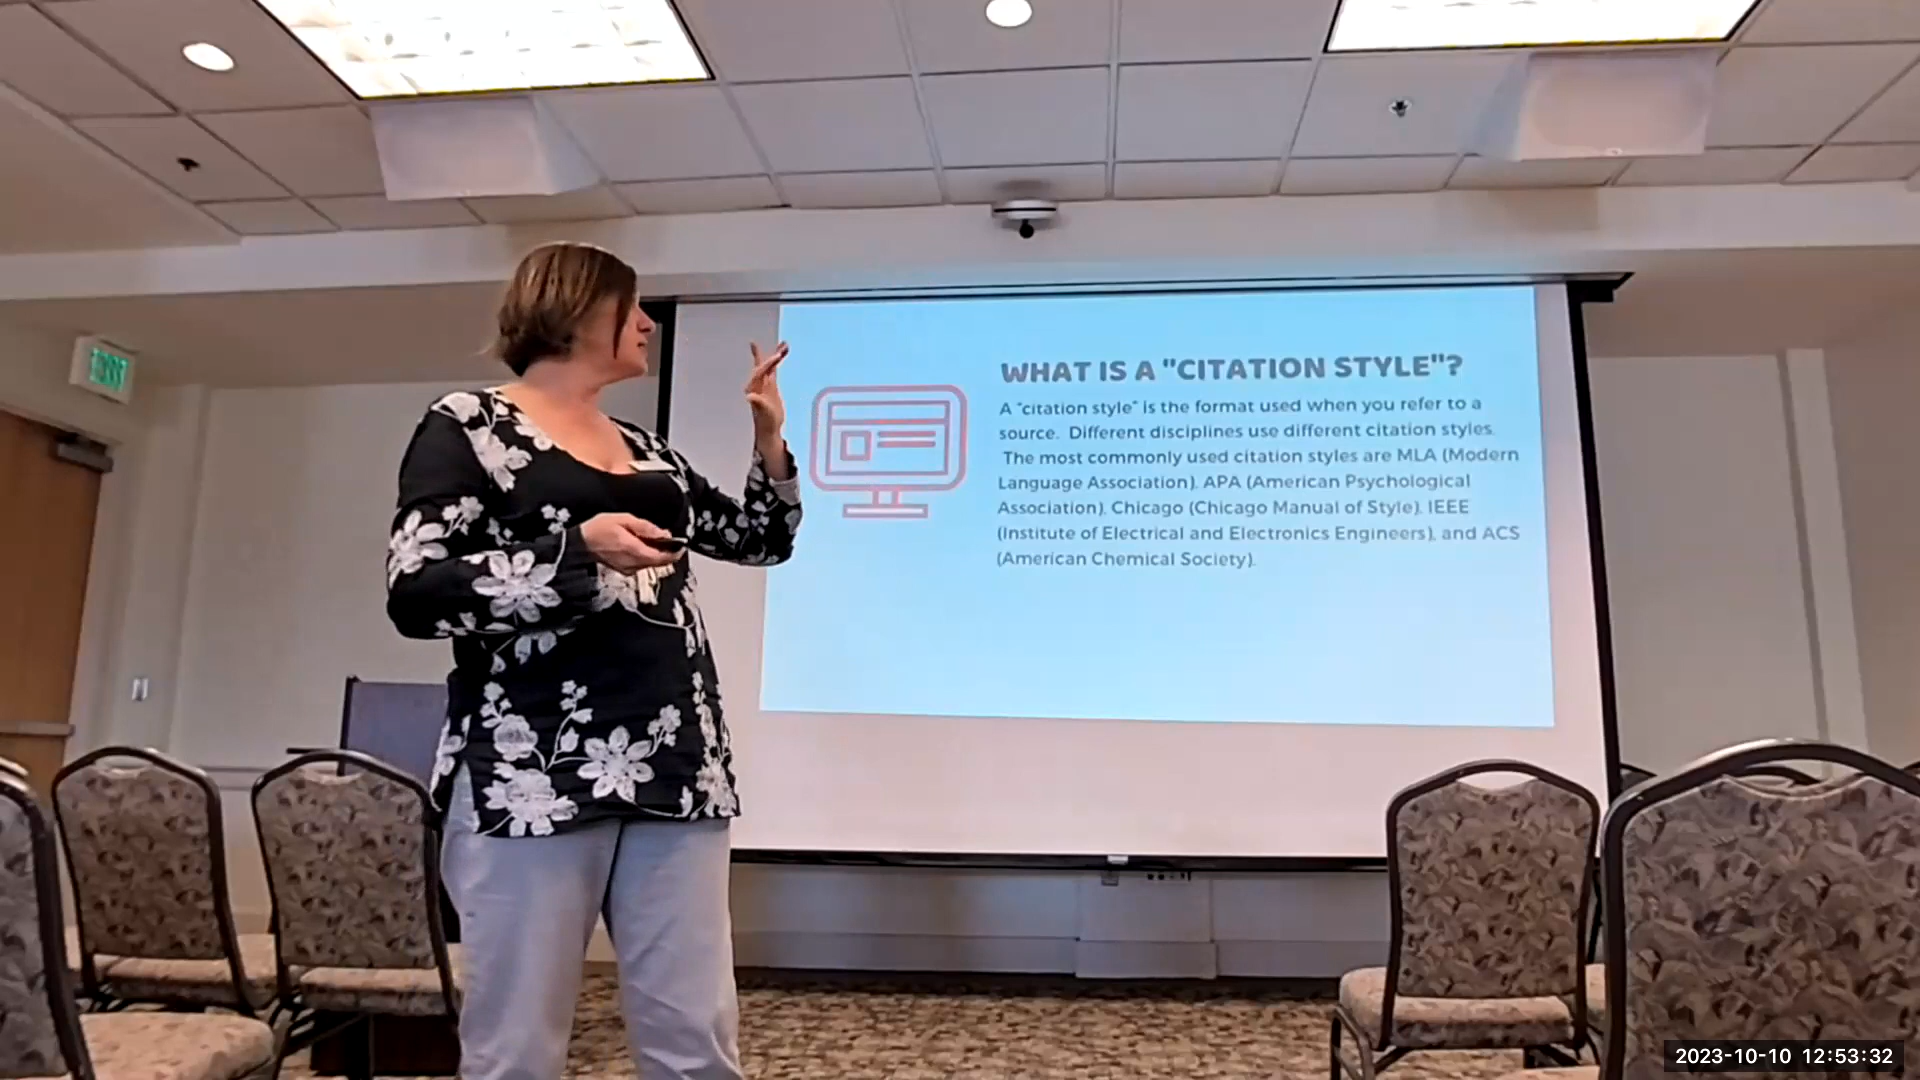 WHAT IS A "CITATION STYLE"?
A "citation style" is the format used when you refer to a
source. Different disciplines use different citation styles.
The most commonly used citation styles are MLA (Modern
Language Association), APA (American Psychological
Association), Chicago (Chicago Manual of Style), IEEE
(Institute of Electrical and Electronics Engineers), and ACS
(American Chemical Society).
2023-10-10 12:53:32